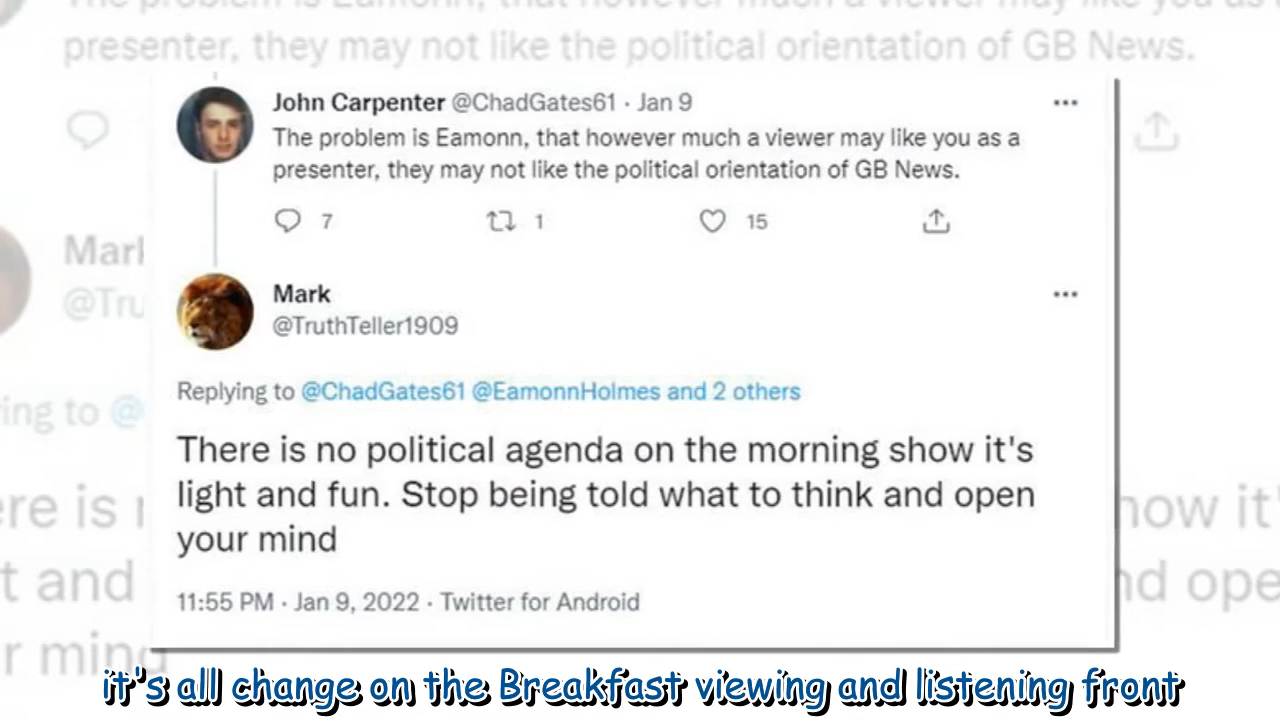 The problem is Eamonn, that however much a viewer may like you as a
presenter, they may not like the political orientation of GB News.
John Carpenter @ChadGates61 · Jan 9
The problem is Eamonn, that however much a viewer may like you as a
presenter, they may not like the political orientation of GB News.
7 1 15
Mark
@TruthTeller1909
Replying to @ChadGates61 @EamonnHolmes and 2 others
There is no political agenda on the morning show it's
light and fun. Stop being told what to think and open
your mind
11:55 PM · Jan 9, 2022 · Twitter for Android
it's all change on the Breakfast viewing and listening front